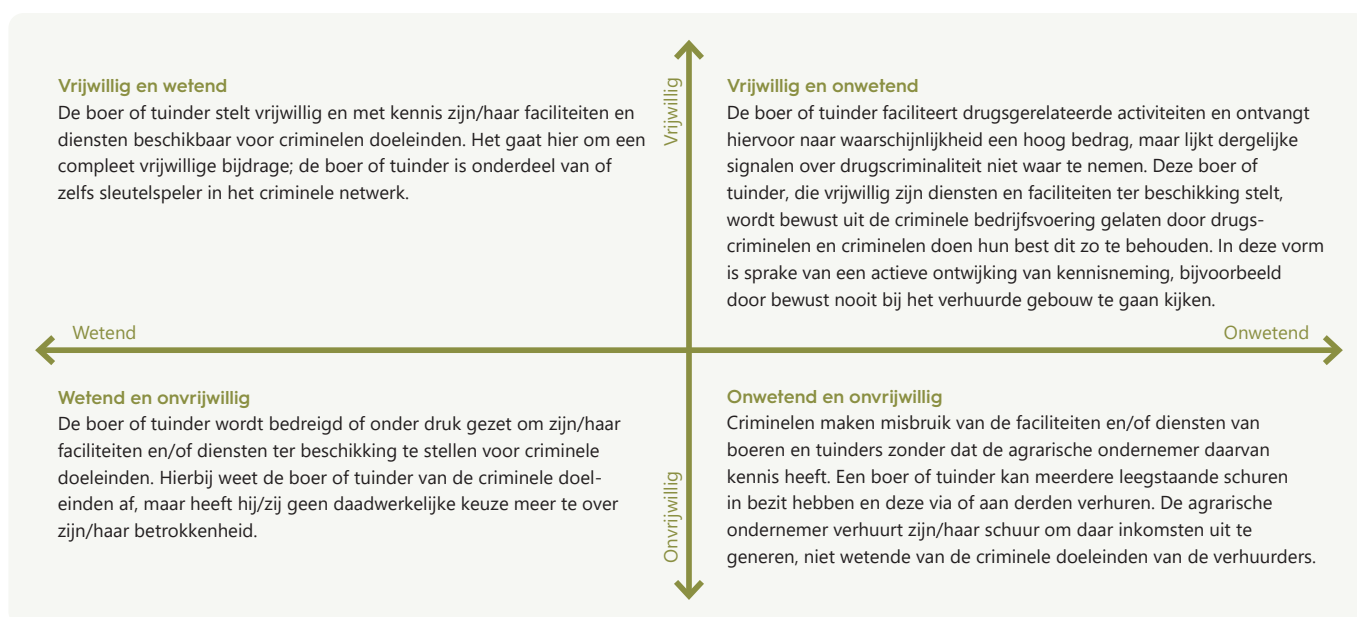 Vrijwillig en wetend
De boer of tuinder stelt vrijwillig en met kennis zijn/haar faciliteiten en
diensten beschikbaar voor criminelen doeleinden. Het gaat hier om een
compleet vrijwillige bijdrage; de boer of tuinder is onderdeel van of
zelfs sleutelspeler in het criminele netwerk.
Vrijwillig
Vrijwillig en onwetend
De boer of tuinder faciliteert drugsgerelateerde activiteiten en ontvangt
hiervoor naar waarschijnlijkheid een hoog bedrag, maar lijkt dergelijke
signalen over drugscriminaliteit niet waar te nemen. Deze boer of
tuinder, die vrijwillig zijn diensten en faciliteiten ter beschikking stelt,
wordt bewust uit de criminele bedrijfsvoering gelaten door drugs-
criminelen en criminelen doen hun best dit zo te behouden. In deze vorm
is sprake van een actieve ontwijking van kennisneming, bijvoorbeeld
door bewust nooit bij het verhuurde gebouw te gaan kijken.
Wetend
Onwetend
Wetend en onvrijwillig
De boer of tuinder wordt bedreigd of onder druk gezet om zijn/haar
faciliteiten en/of diensten ter beschikking te stellen voor criminele
doeleinden. Hierbij weet de boer of tuinder van de criminele doel-
einden af, maar heeft hij/zij geen daadwerkelijke keuze meer te over
zijn/haar betrokkenheid.
Onvrijwillig
Onwetend en onvrijwillig
Criminelen maken misbruik van de faciliteiten en/of diensten van
boeren en tuinders zonder dat de agrarische ondernemer daarvan
kennis heeft. Een boer of tuinder kan meerdere leegstaande schuren
in bezit hebben en deze via of aan derden verhuren. De agrarische
ondernemer verhuurt zijn/haar schuur om daar inkomsten uit te
generen, niet wetende van de criminele doeleinden van de verhuurders.